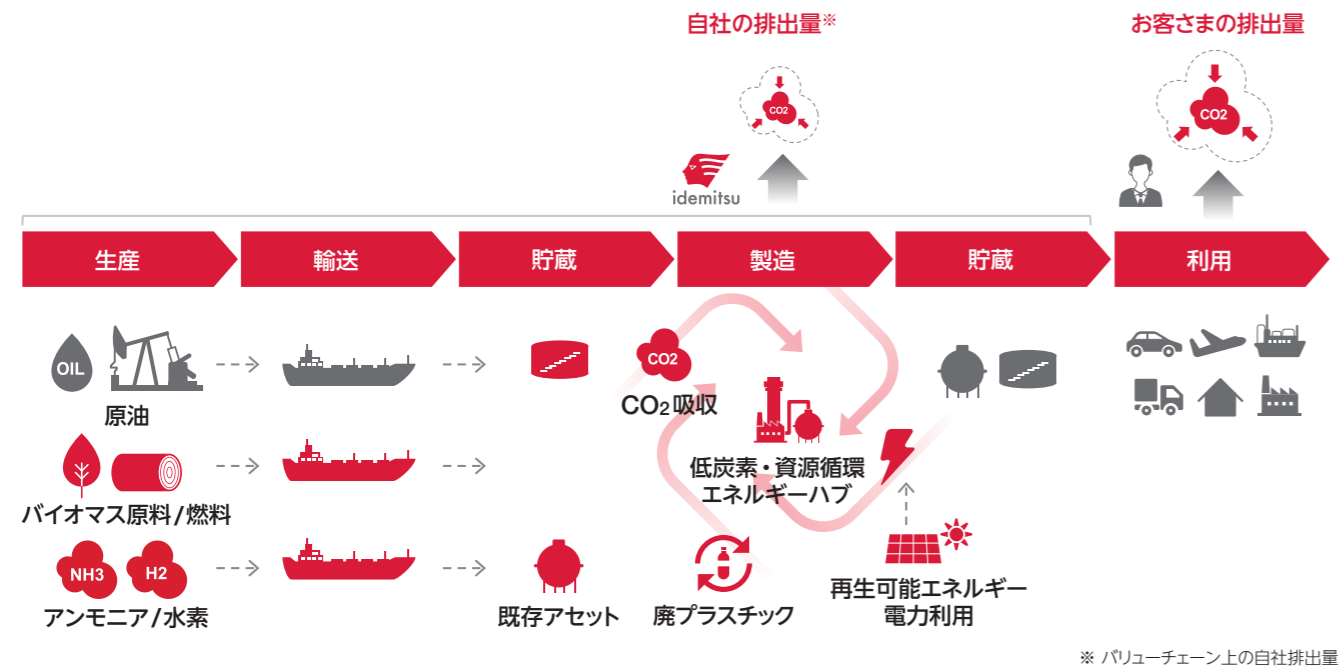 自社の排出量※
お客さまの排出量
CO2
CO2
idemitsu
生産
輸送
貯蔵
製造
貯蔵
利用
OIL
原油
CO2
CO2吸収
低炭素・資源循環
エネルギーハブ
バイオマス原料/燃料
NH3
H2
アンモニア/水素
既存アセット
廃プラスチック
再生可能エネルギー
電力利用
※ バリューチェーン上の自社排出量